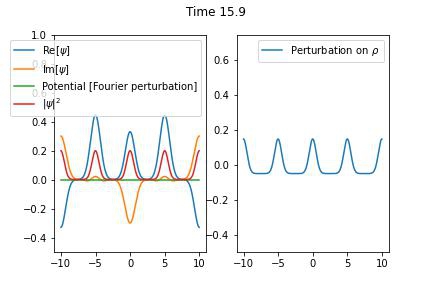 Time 15.9
Re[ψ]
Im[ψ]
Potential [Fourier perturbation]
|ψ|²
1.0
0.8
0.6
0.4
0.2
0.0
−0.2
−0.4
−10 −5 0 5 10
Perturbation on ρ
0.6
0.4
0.2
0.0
−0.2
−0.4
−10 −5 0 5 10